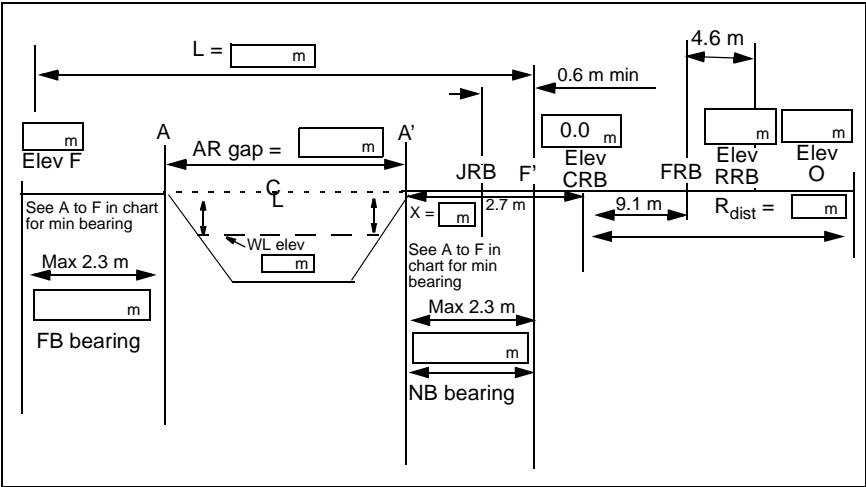 L = m
4.6 m
0.6 m min
m
Elev F
A
AR gap = m
A'
JRB
F'
0.0 m
Elev
CRB
FRB
m
Elev
RRB
m
Elev
O
See A to F in chart
for min bearing
CL
WL elev
m
X = m
2.7 m
9.1 m
Rdist = m
Max 2.3 m
m
FB bearing
See A to F in
chart for min
bearing
Max 2.3 m
m
NB bearing